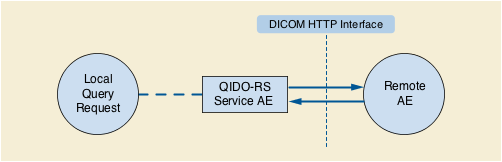 DICOM HTTP Interface
Local
Query
Request
QIDO-RS
Service AE
Remote
AE